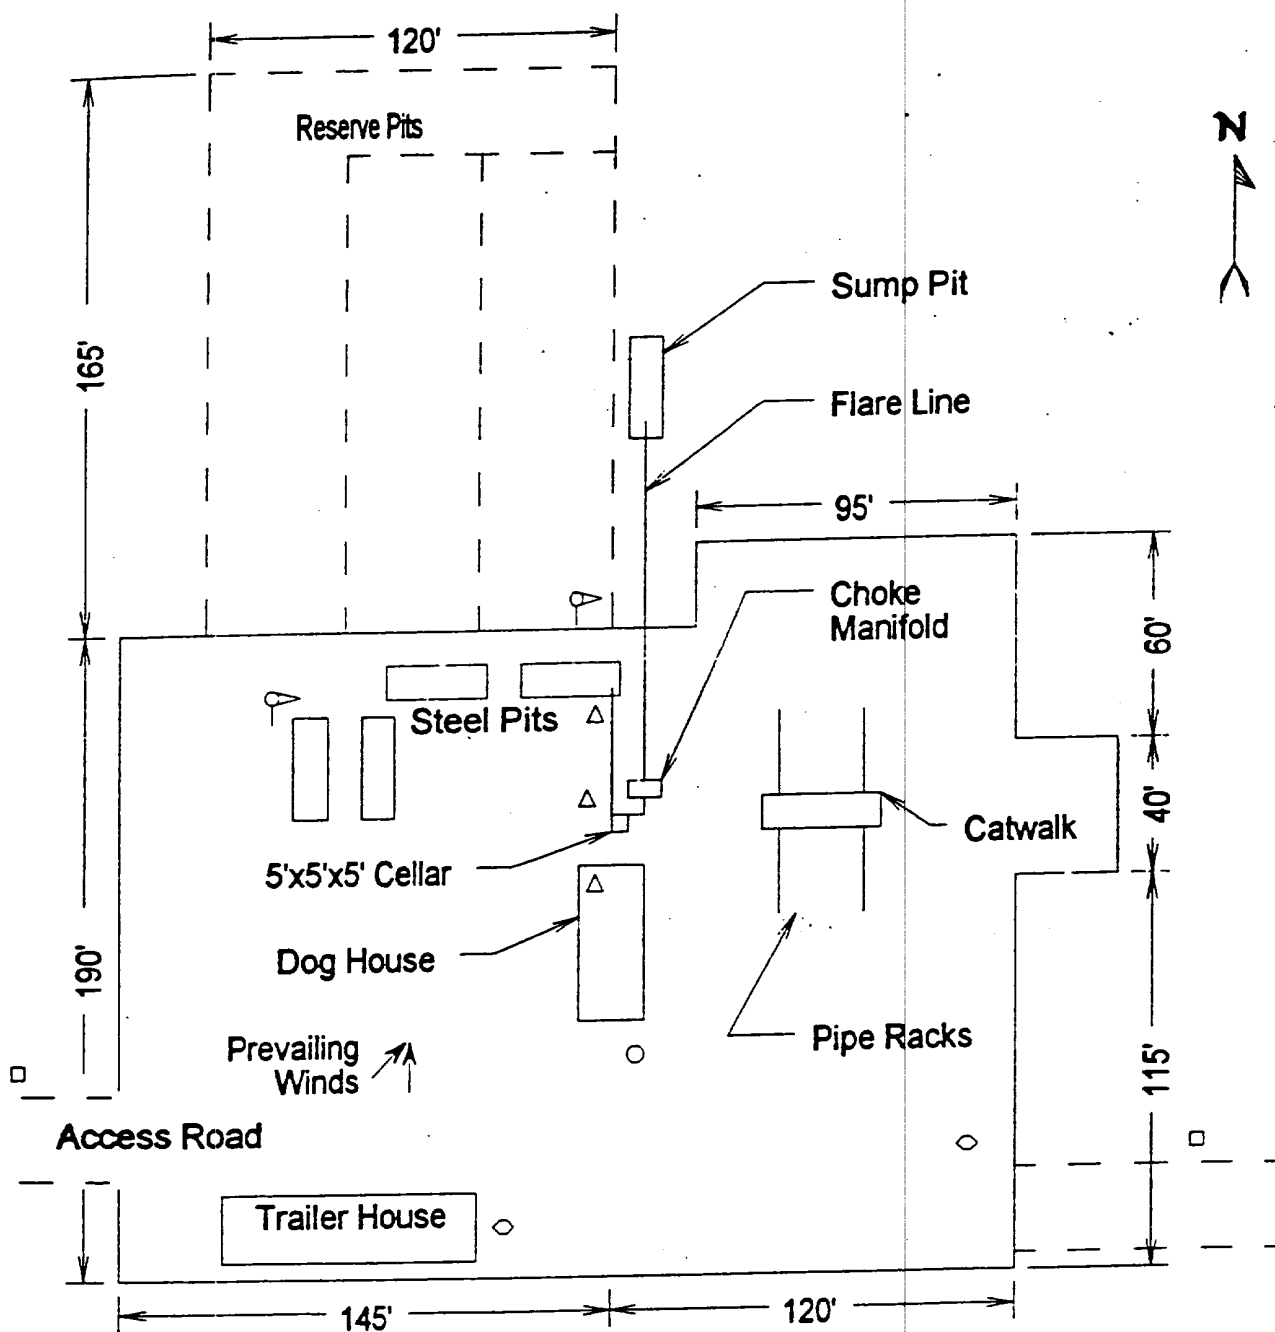 120'
Reserve Pits
N
Sump Pit
165'
Flare Line
95'
Choke
Manifold
60'
Steel Pits
40'
Catwalk
5'x5'x5' Cellar
Dog House
190'
Prevailing
Winds
Pipe Racks
115'
Access Road
Trailer House
145'
120'